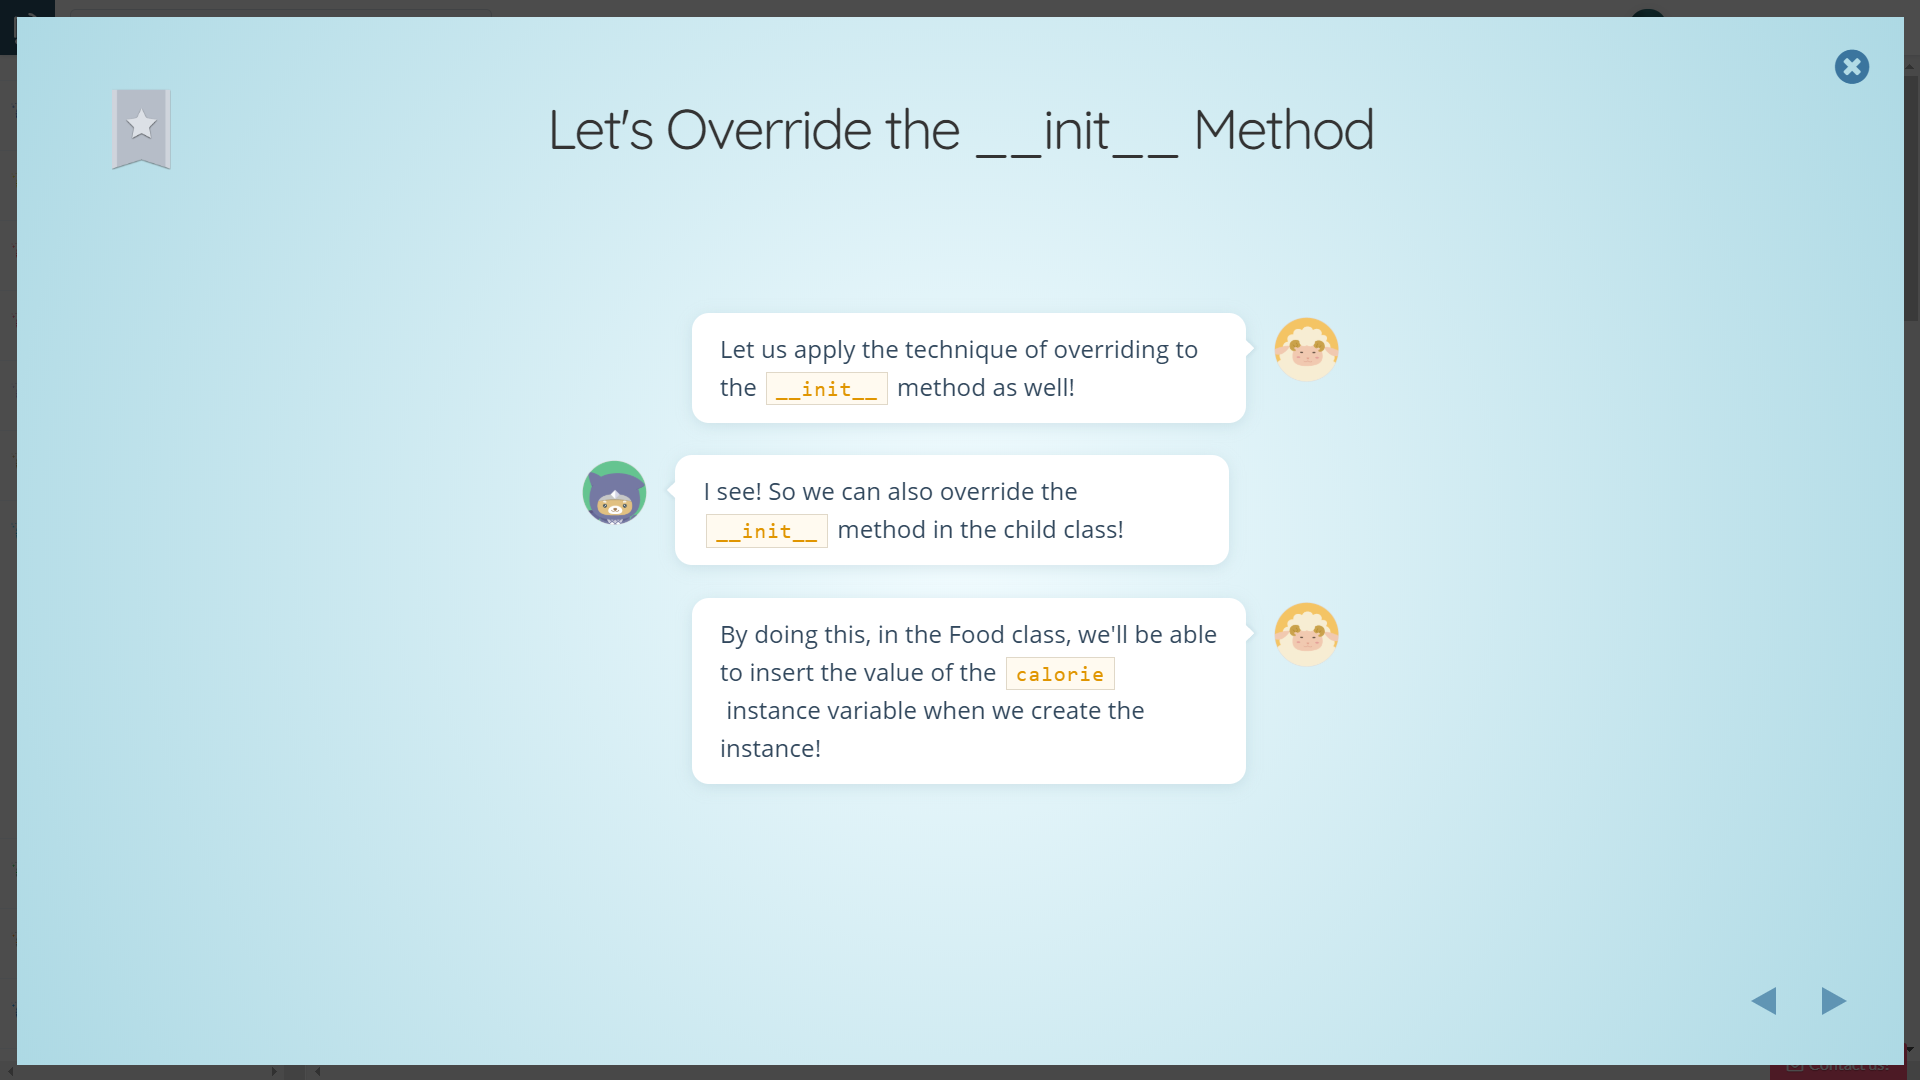 Let's Override the __init__ Method
Let us apply the technique of overriding to
the __init__ method as well!
I see! So we can also override the
__init__ method in the child class!
By doing this, in the Food class, we'll be able
to insert the value of the calorie
instance variable when we create the
instance!
Contact us!